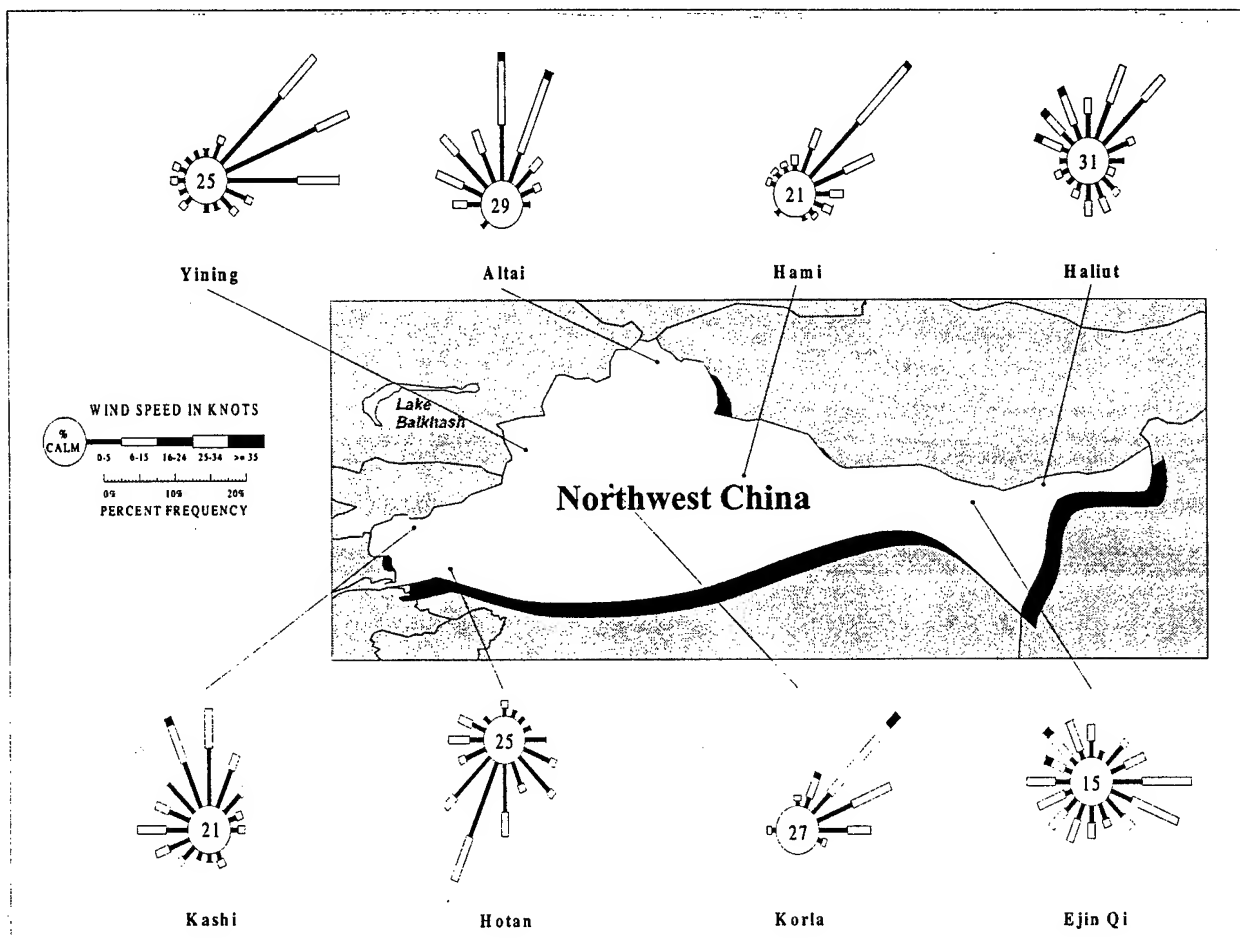 25
29
21
31
Yining
Altai
Hami
Haliut
Lake
Balkhash
WIND SPEED IN KNOTS
%
CALM
0-5 6-15 16-24 25-34 >= 35
0% 10% 20%
PERCENT FREQUENCY
Northwest China
21
25
27
15
Kashi
Hotan
Korla
Ejin Qi